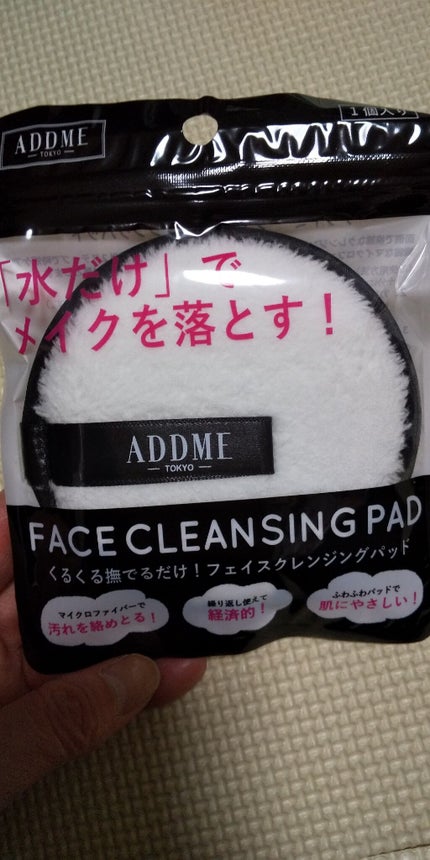 ADDME
TOKYO
1個入り
「水だけ」で
メイクを落とす！
ADDME
TOKYO
FACE CLEANSING PAD
くるくる撫でるだけ！フェイスクレンジングパッド
マイクロファイバーで
汚れを絡めとる！
繰り返し使えて
経済的！
ふわふわパッドで
肌にやさしい！